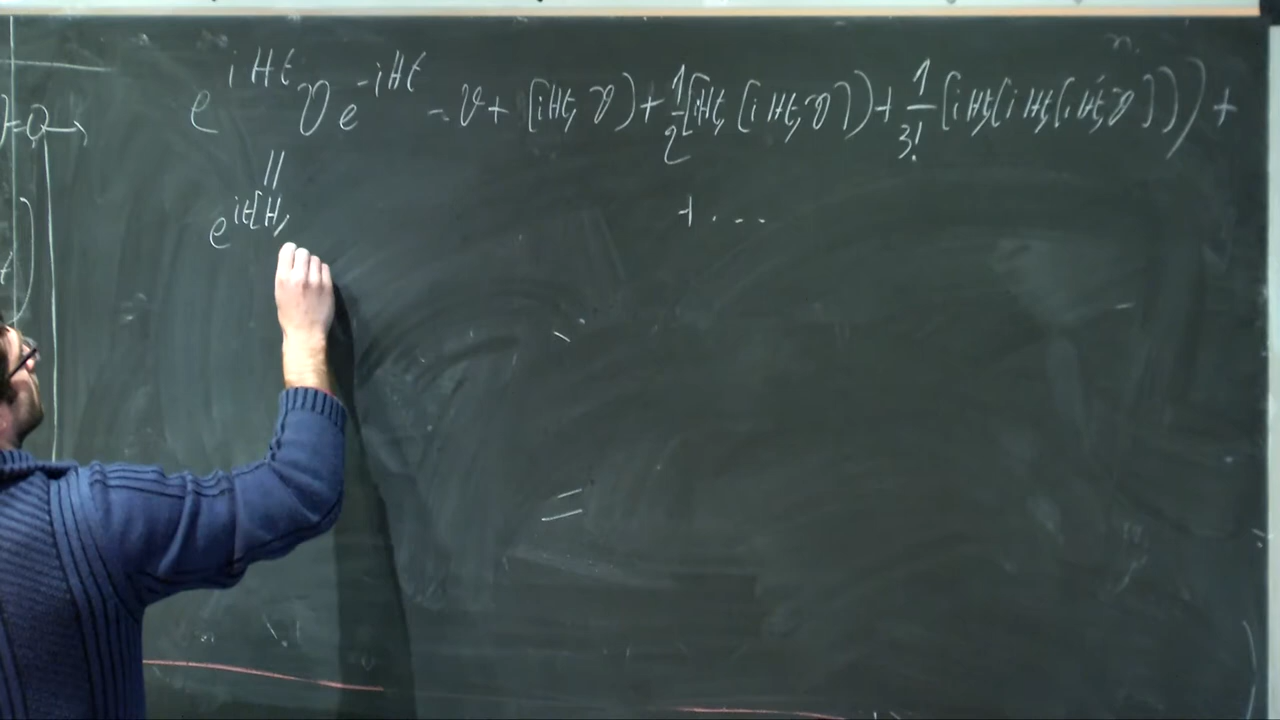 e^{iHt} V e^{-iHt} = V + [iHt, V] + 1/2 [iHt, [iHt, V]] + 1/3! [iHt, [iHt, [iHt, V]]] +
+ ...
||
e^{it[H,
=